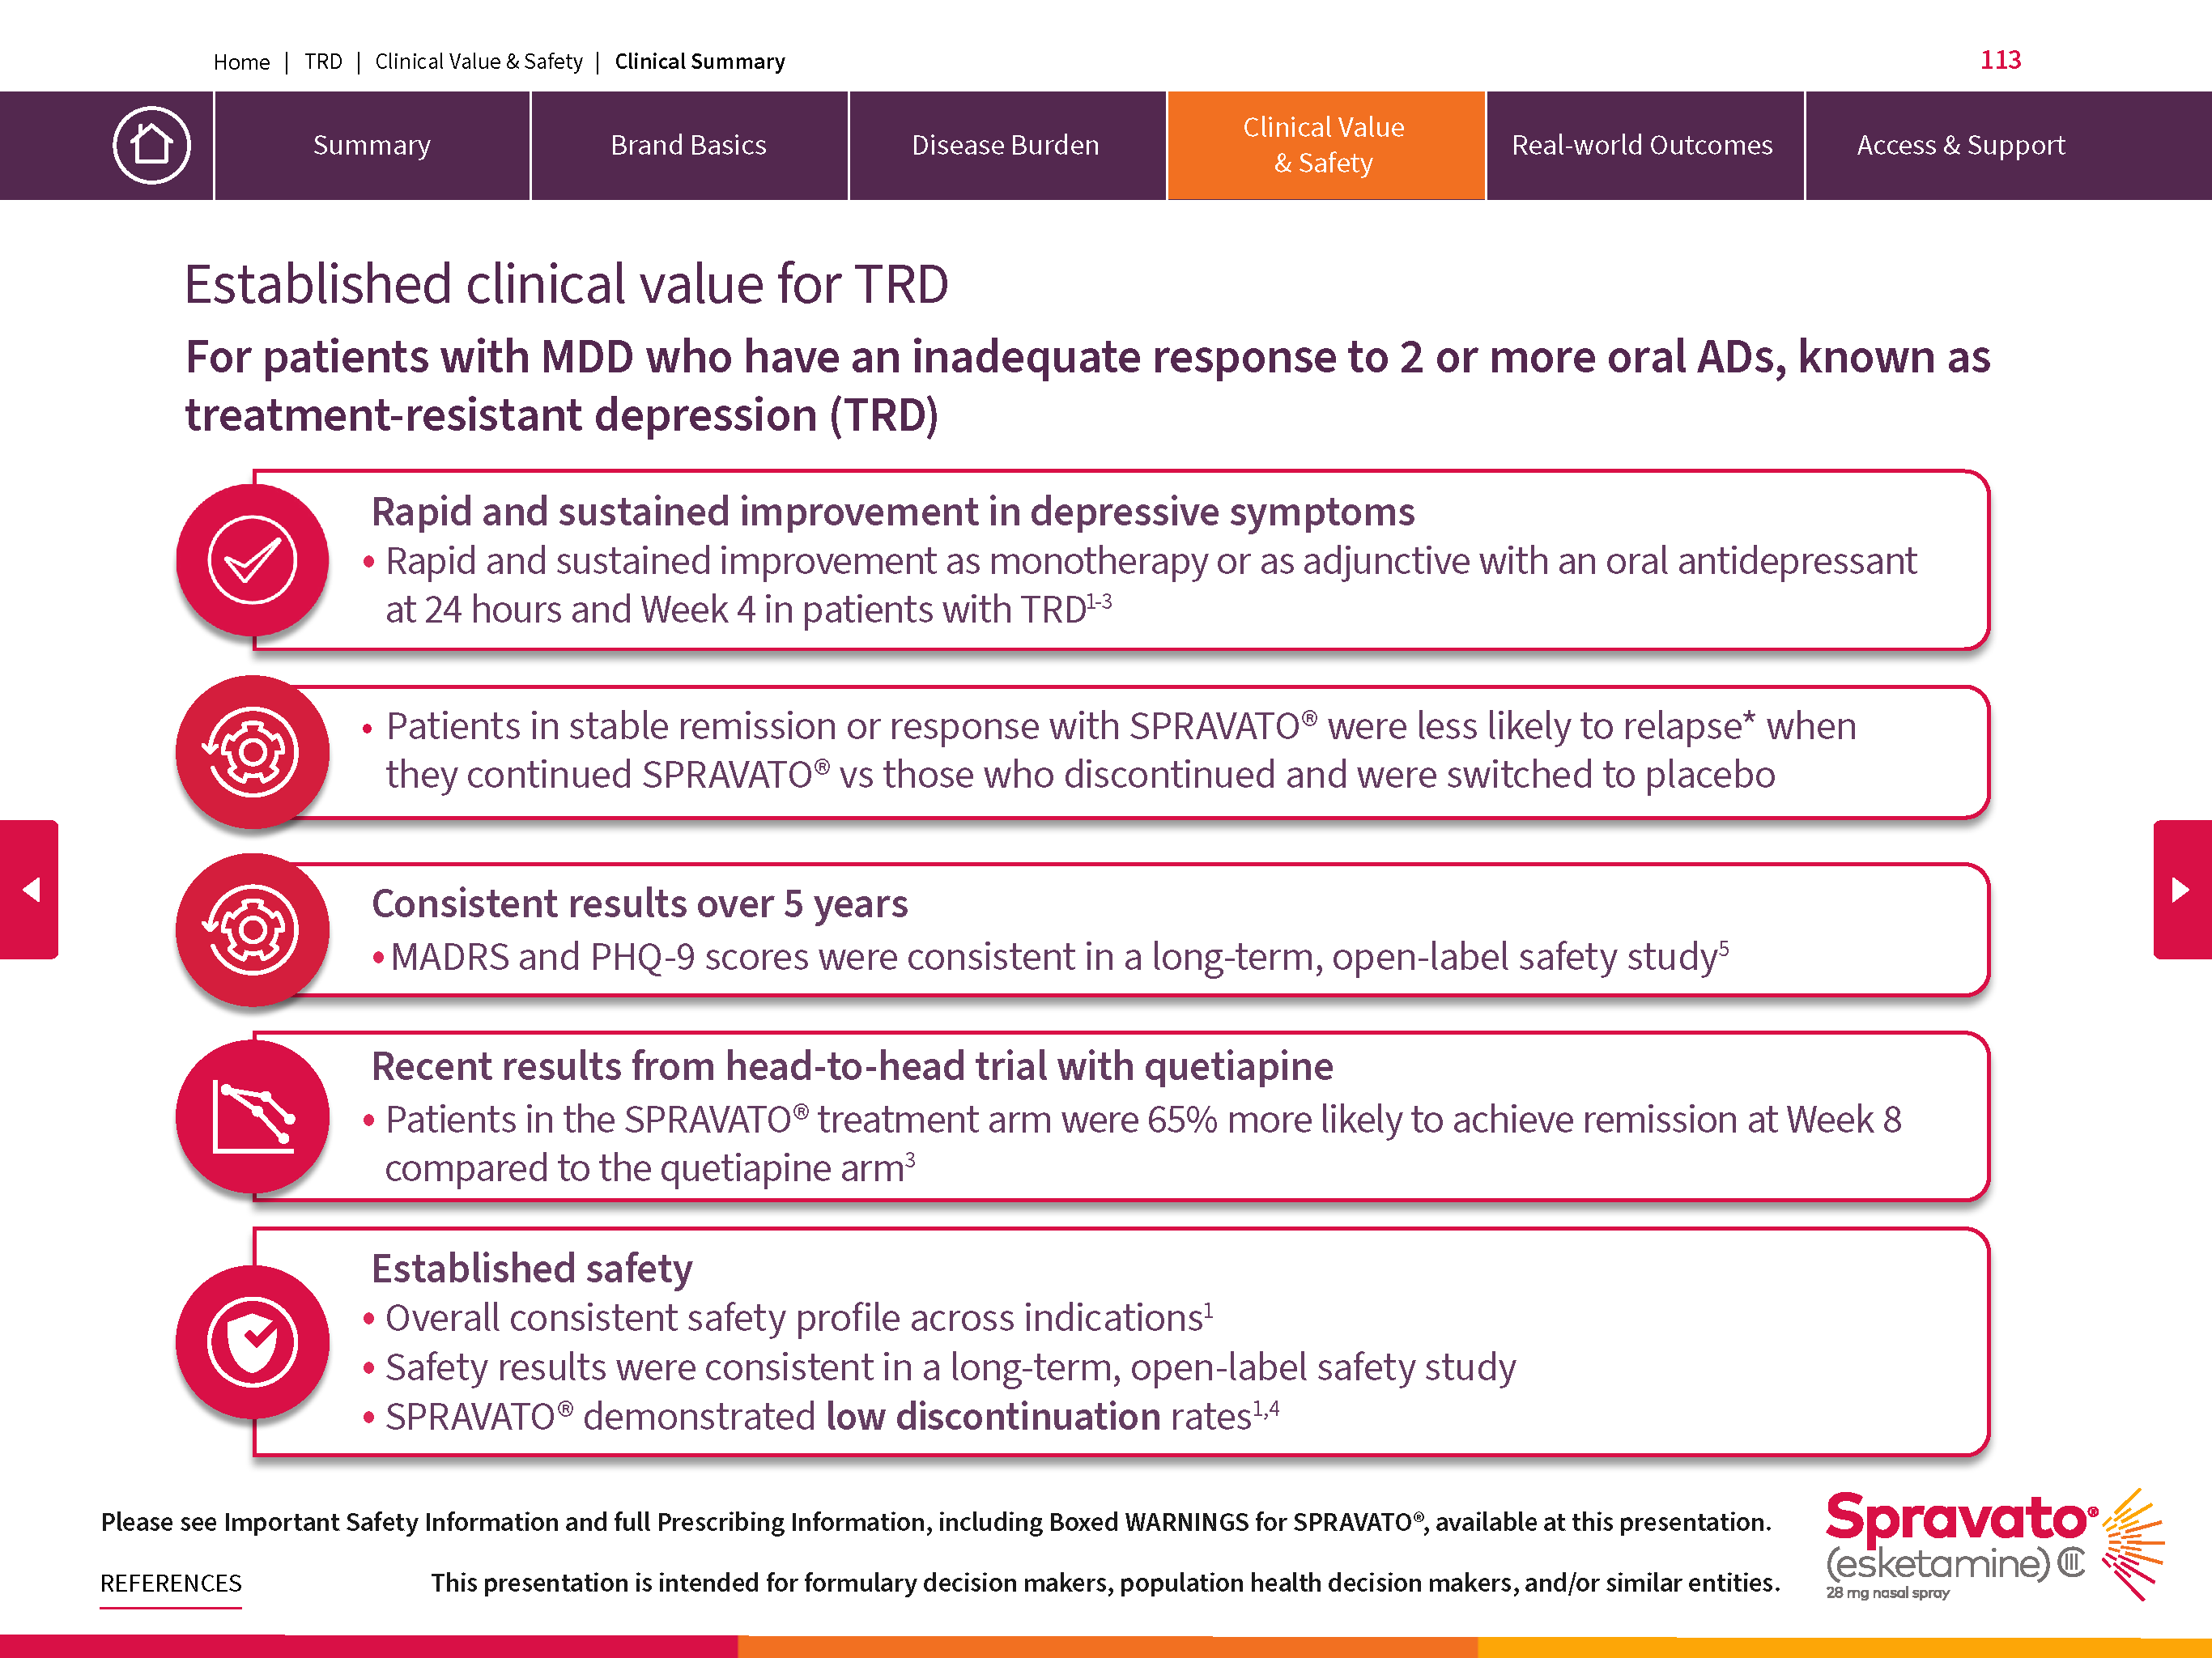 Home | TRD | Clinical Value & Safety | Clinical Summary
113
Summary
Brand Basics
Disease Burden
Clinical Value
& Safety
Real-world Outcomes
Access & Support
Established clinical value for TRD
For patients with MDD who have an inadequate response to 2 or more oral ADs, known as
treatment-resistant depression (TRD)
Rapid and sustained improvement in depressive symptoms
• Rapid and sustained improvement as monotherapy or as adjunctive with an oral antidepressant
at 24 hours and Week 4 in patients with TRD1-3
• Patients in stable remission or response with SPRAVATO® were less likely to relapse* when
they continued SPRAVATO® vs those who discontinued and were switched to placebo
Consistent results over 5 years
• MADRS and PHQ-9 scores were consistent in a long-term, open-label safety study5
Recent results from head-to-head trial with quetiapine
• Patients in the SPRAVATO® treatment arm were 65% more likely to achieve remission at Week 8
compared to the quetiapine arm3
Established safety
• Overall consistent safety profile across indications1
• Safety results were consistent in a long-term, open-label safety study
• SPRAVATO® demonstrated low discontinuation rates1,4
Please see Important Safety Information and full Prescribing Information, including Boxed WARNINGS for SPRAVATO®, available at this presentation.
REFERENCES
This presentation is intended for formulary decision makers, population health decision makers, and/or similar entities.
Spravato®
(esketamine) CIII
28 mg nasal spray